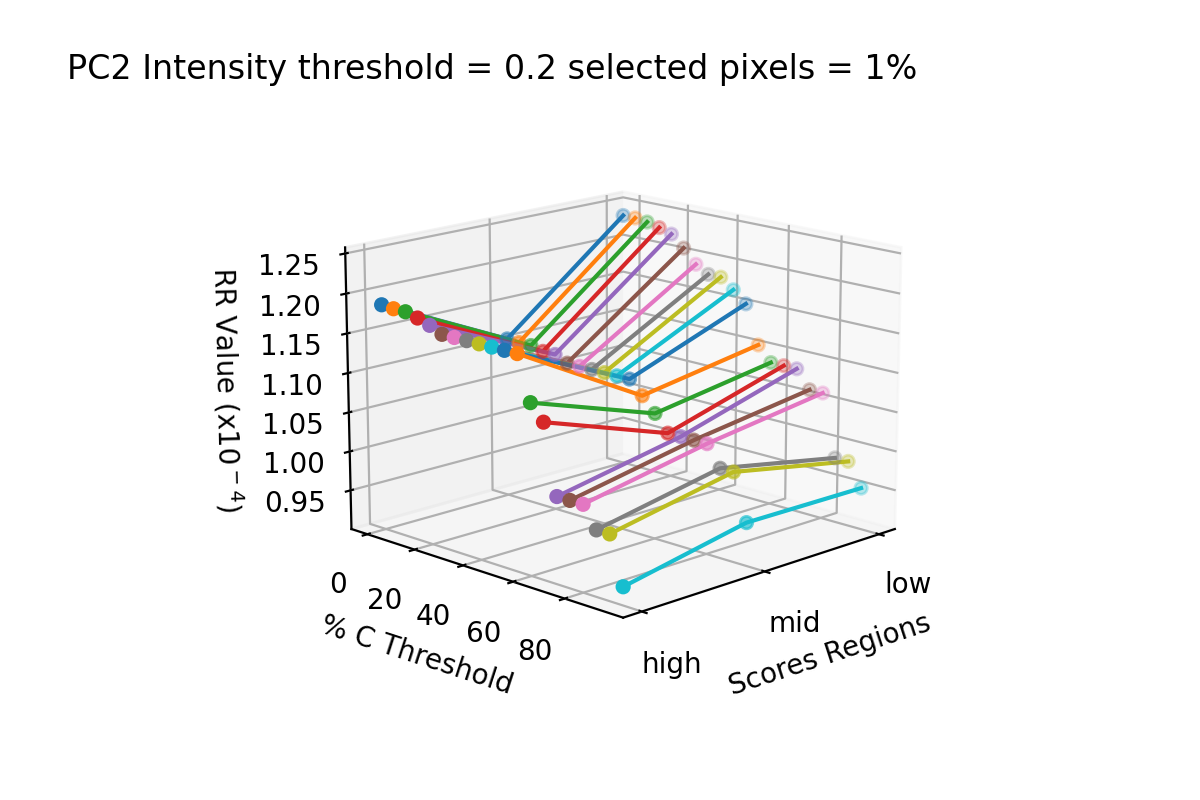 PC2 Intensity threshold = 0.2 selected pixels = 1%
RR Value (x10⁻⁴)
1.25
1.20
1.15
1.10
1.05
1.00
0.95
0
20
40
60
80
% C Threshold
high
mid
low
Scores Regions